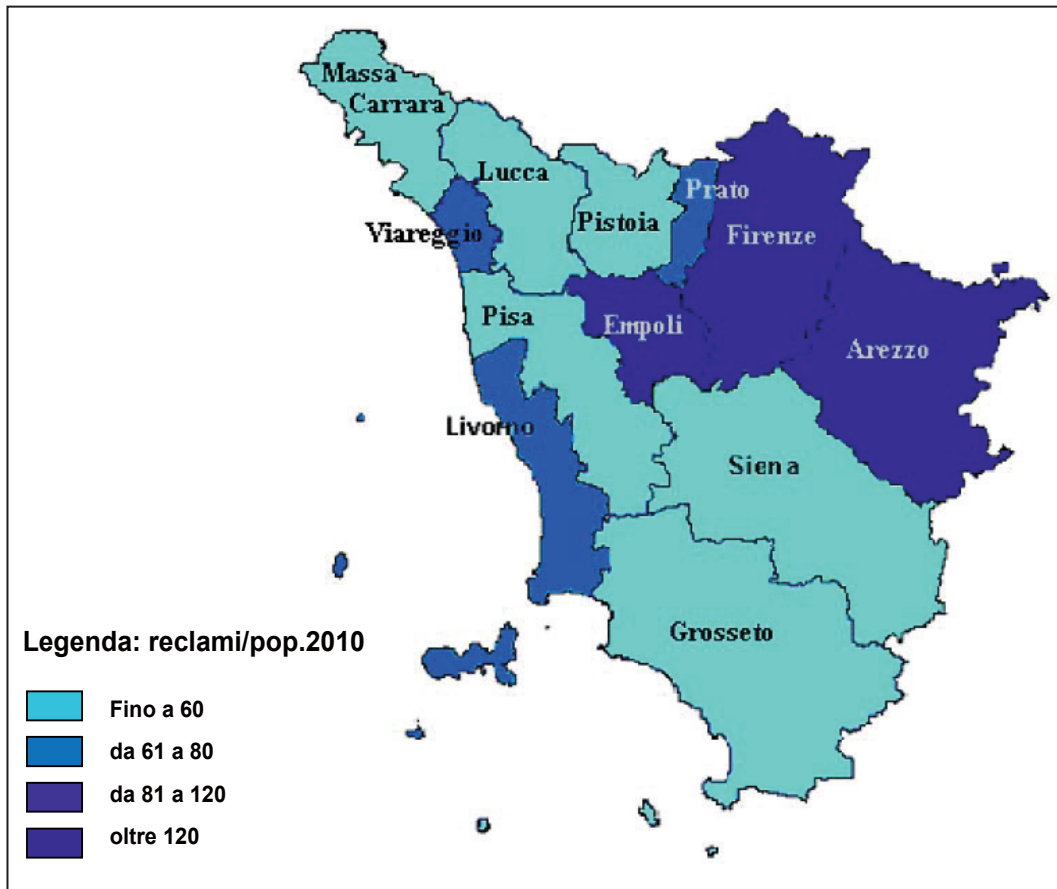 Massa
Carrara
Lucca
Prato
Viareggio
Pistoia
Firenze
Pisa
Empoli
Arezzo
Livorno
Siena
Grosseto
Legenda: reclami/pop.2010
Fino a 60
da 61 a 80
da 81 a 120
oltre 120